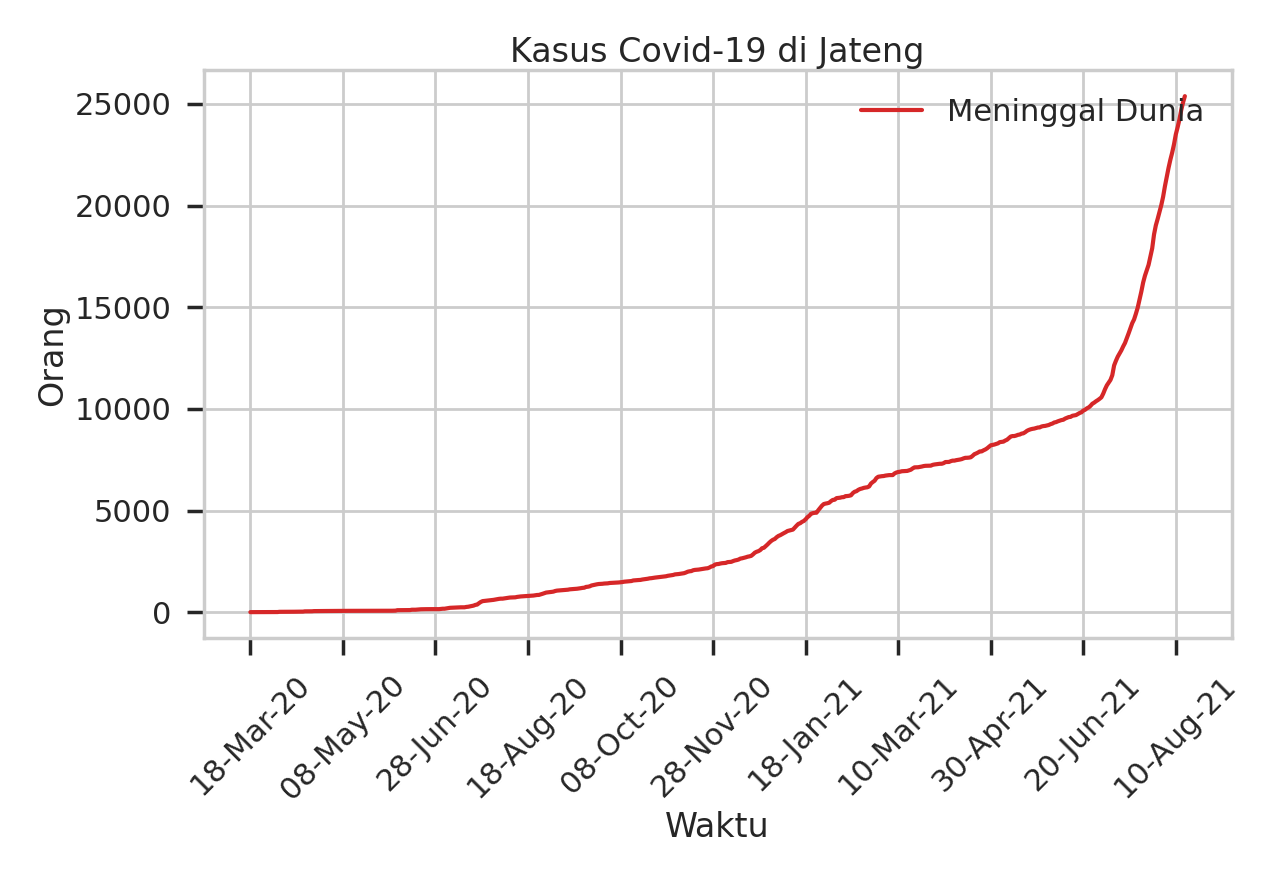 Kasus Covid-19 di Jateng
Meninggal Dunia
Orang
25000
20000
15000
10000
5000
0
18-Mar-20
08-May-20
28-Jun-20
18-Aug-20
08-Oct-20
28-Nov-20
18-Jan-21
10-Mar-21
30-Apr-21
20-Jun-21
10-Aug-21
Waktu